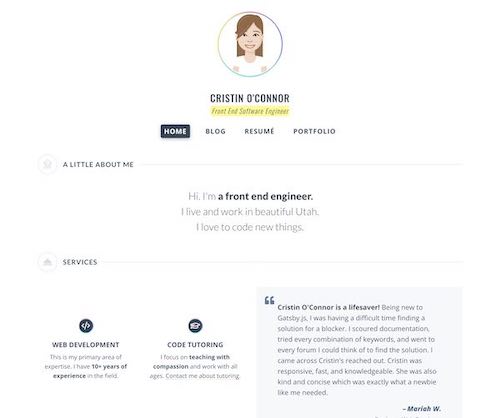 CRISTIN O'CONNOR
Front End Software Engineer
HOME BLOG RESUMÉ PORTFOLIO
A LITTLE ABOUT ME
Hi. I'm a front end engineer.
I live and work in beautiful Utah.
I love to code new things.
SERVICES
WEB DEVELOPMENT
This is my primary area of
expertise. I have 10+ years of
experience in the field.
CODE TUTORING
I focus on teaching with
compassion and work with all
ages. Contact me about tutoring.
“
Cristin O'Connor is a lifesaver! Being new to
Gatsby.js, I was having a difficult time finding a
solution for a blocker. I scoured documentation,
tried every combination of keywords, and went to
every forum I could think of to find the solution. I
came across Cristin's reached out. Cristin was
responsive, fast, and knowledgeable. She was also
kind and concise which was exactly what a newbie
like me needed.
– Mariah W.